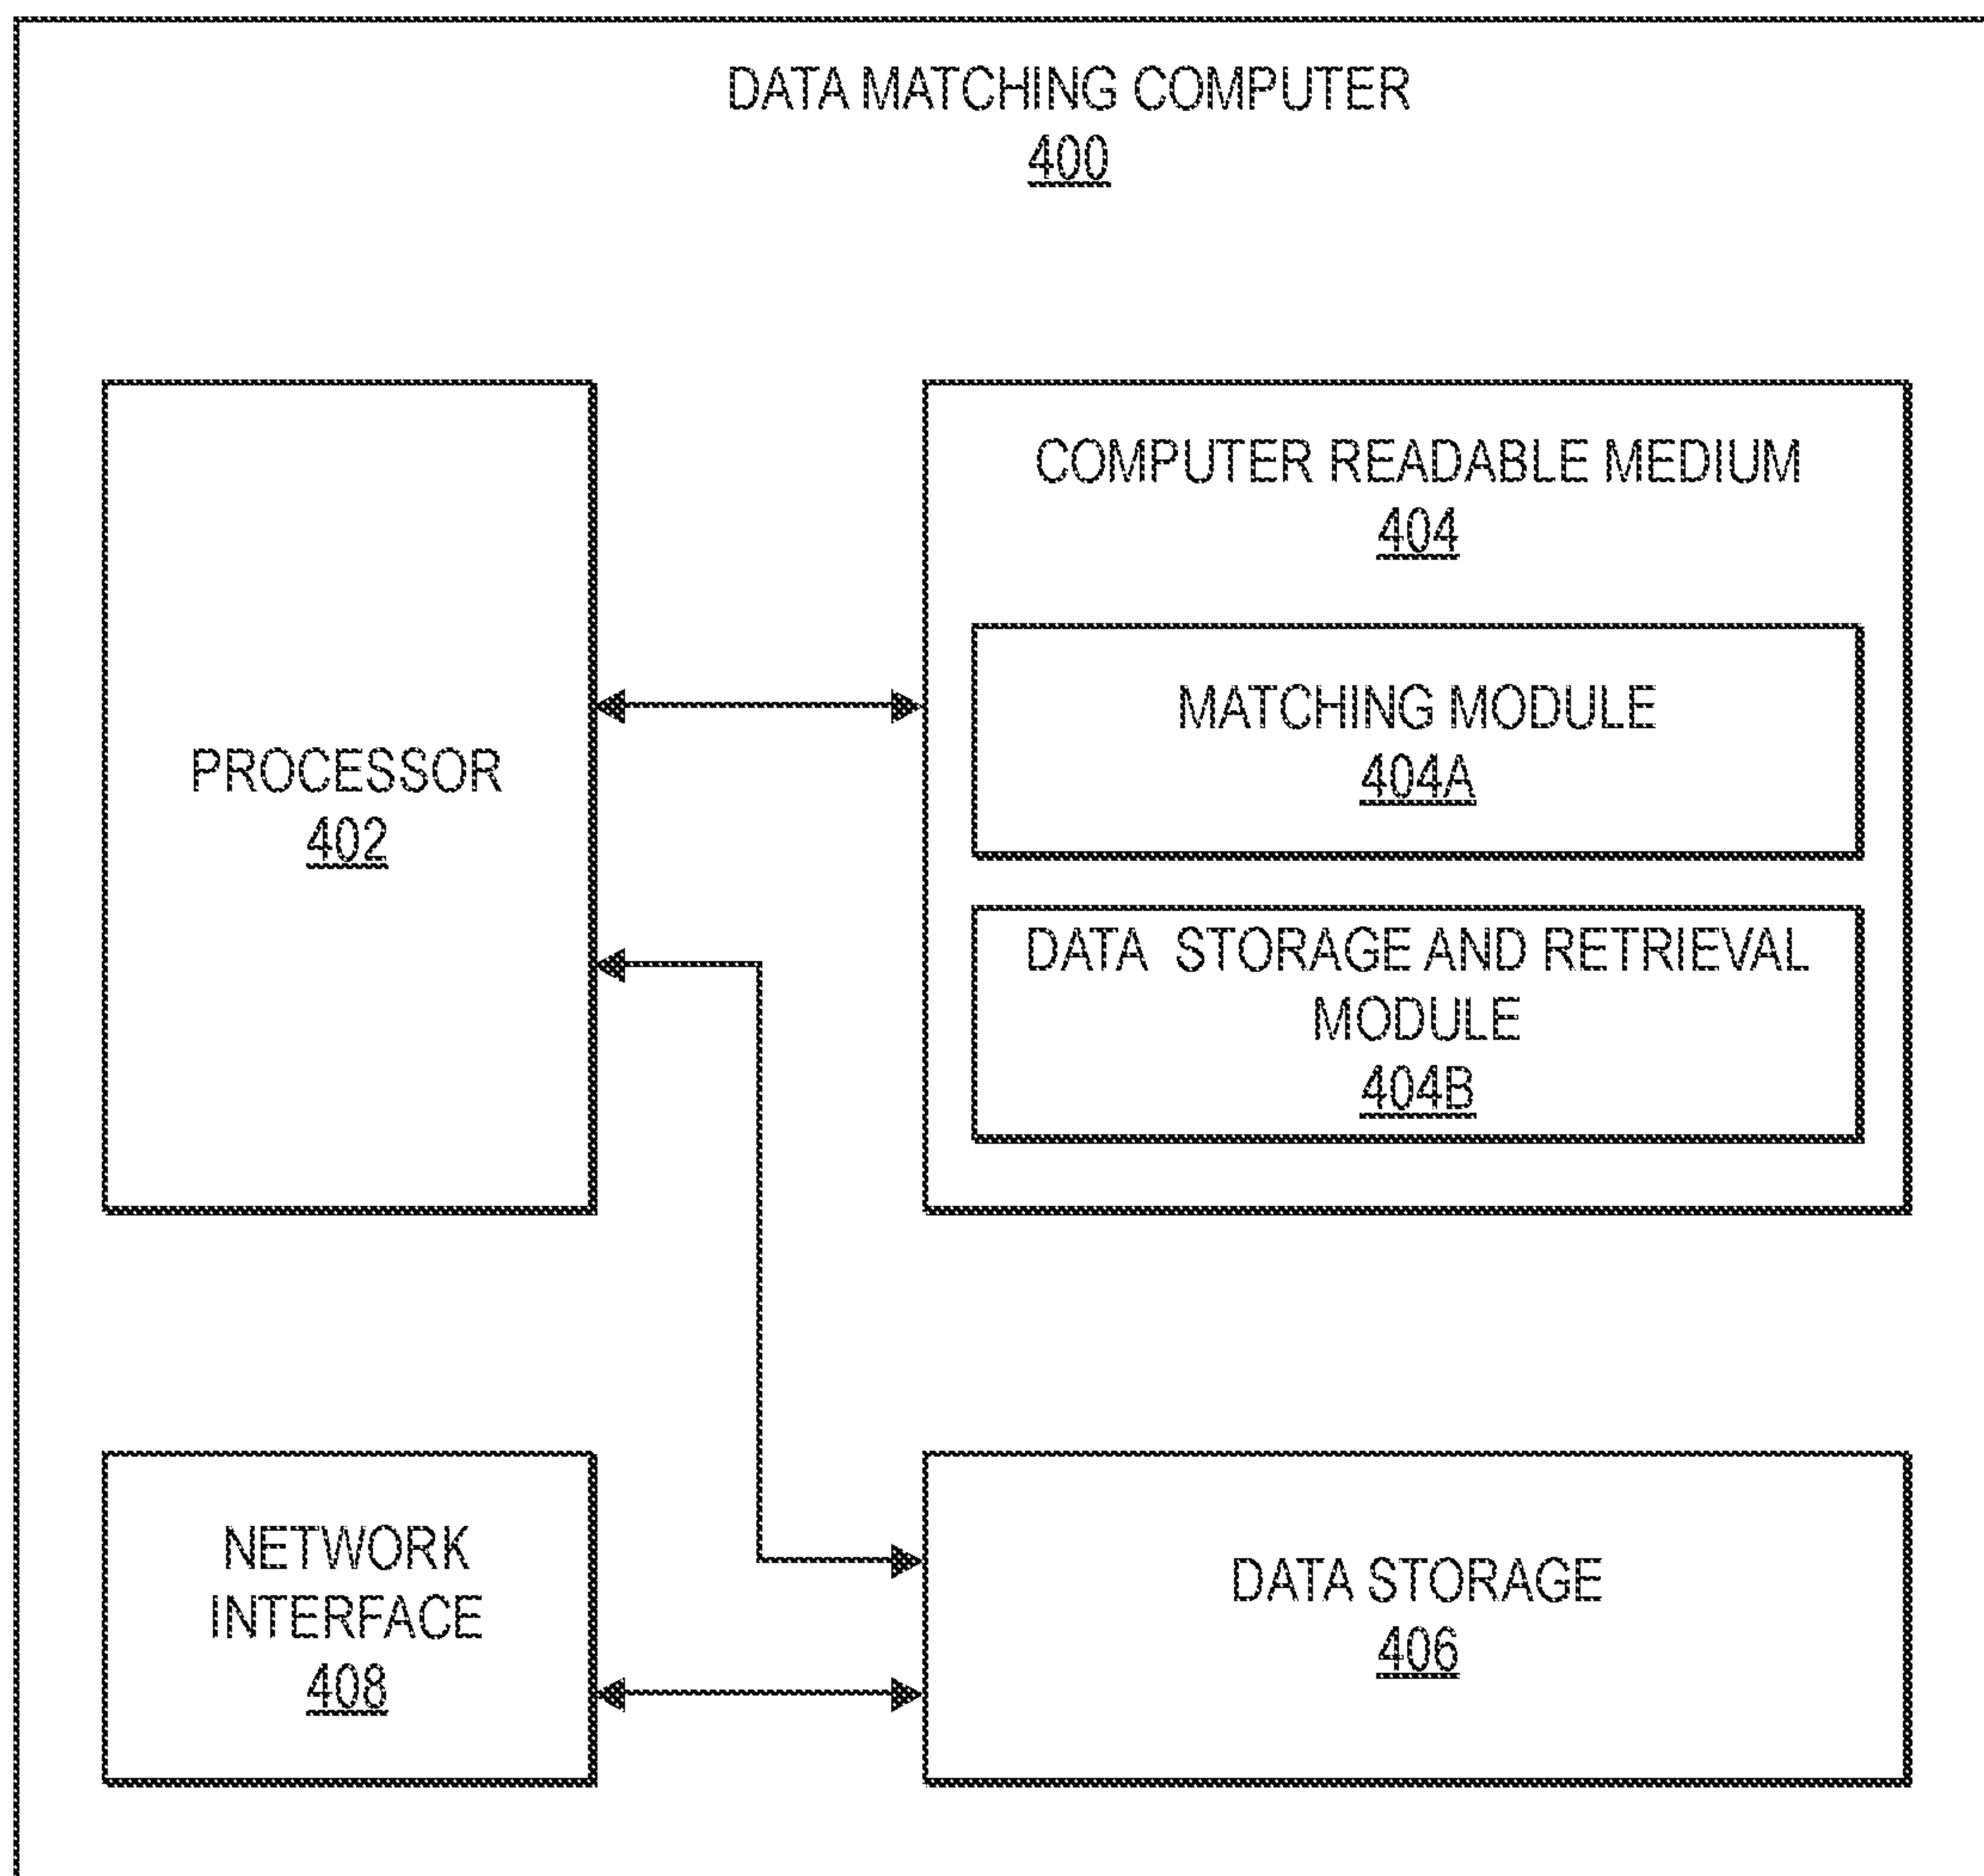 DATA MATCHING COMPUTER
400
COMPUTER READABLE MEDIUM
404
MATCHING MODULE
404A
PROCESSOR
402
DATA STORAGE AND RETRIEVAL
MODULE
404B
NETWORK
INTERFACE
408
DATA STORAGE
406